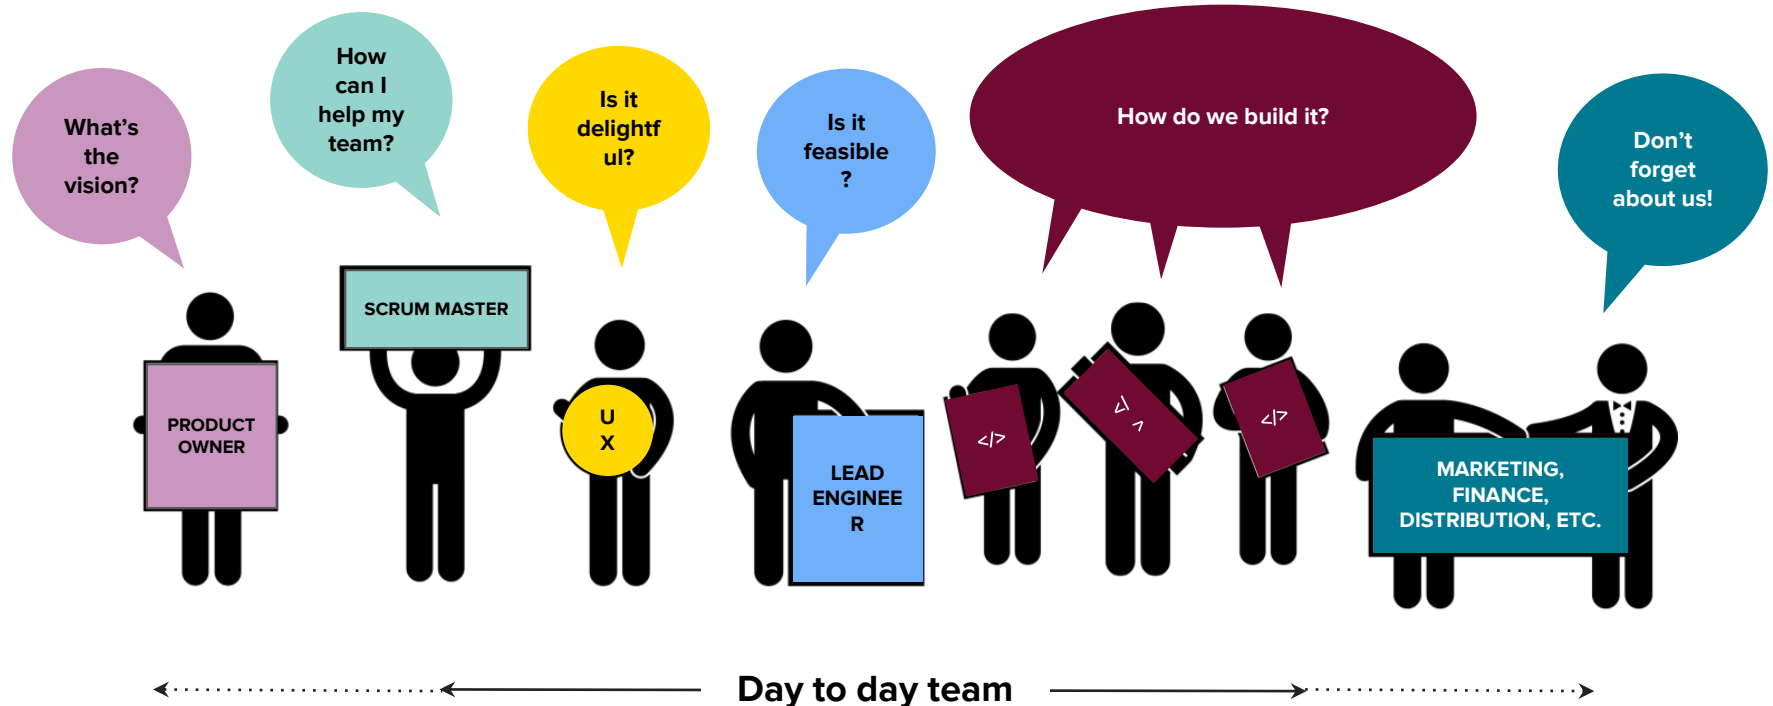 What's
the
vision?
How
can I
help my
team?
Is it
delightf
ul?
Is it
feasible
?
How do we build it?
Don't
forget
about us!
PRODUCT
OWNER
SCRUM MASTER
U
X
LEAD
ENGINEE
R
</>
</
>
</>
MARKETING,
FINANCE,
DISTRIBUTION, ETC.
Day to day team